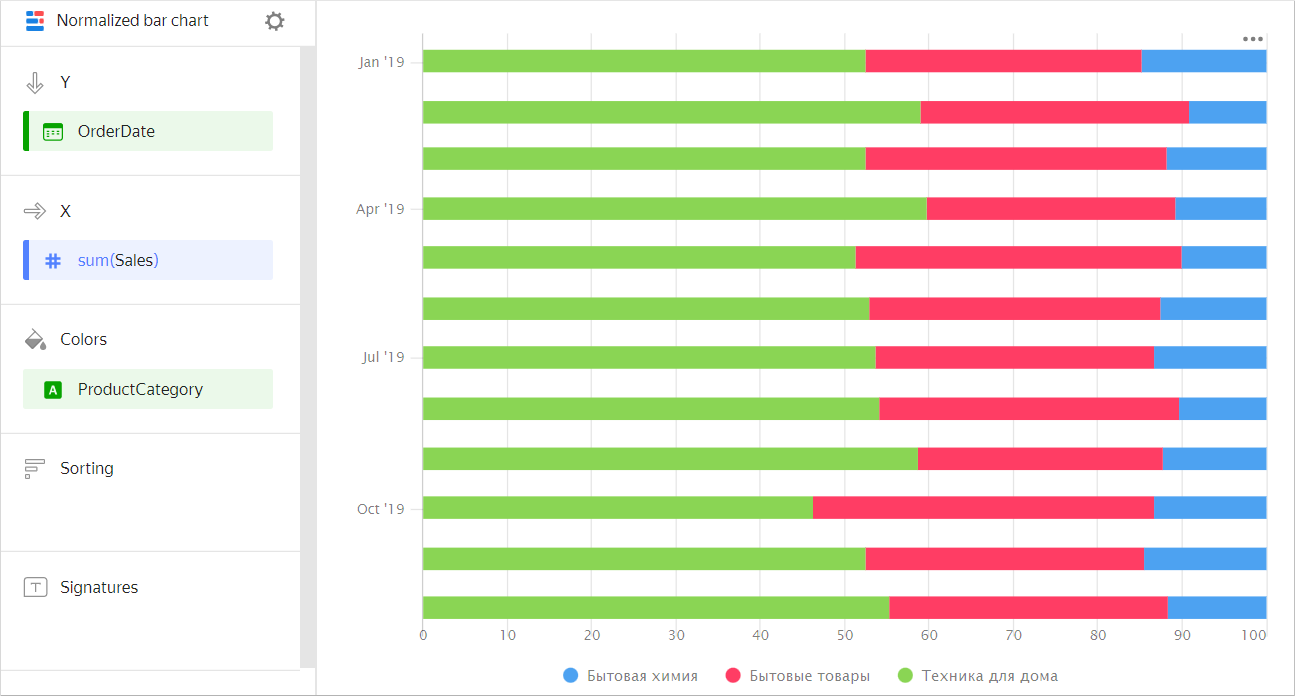 Normalized bar chart
Y
OrderDate
X
sum(Sales)
Colors
A ProductCategory
Sorting
T Signatures
Jan '19
Apr '19
Jul '19
Oct '19
0 10 20 30 40 50 60 70 80 90 100
Бытовая химия Бытовые товары Техника для дома